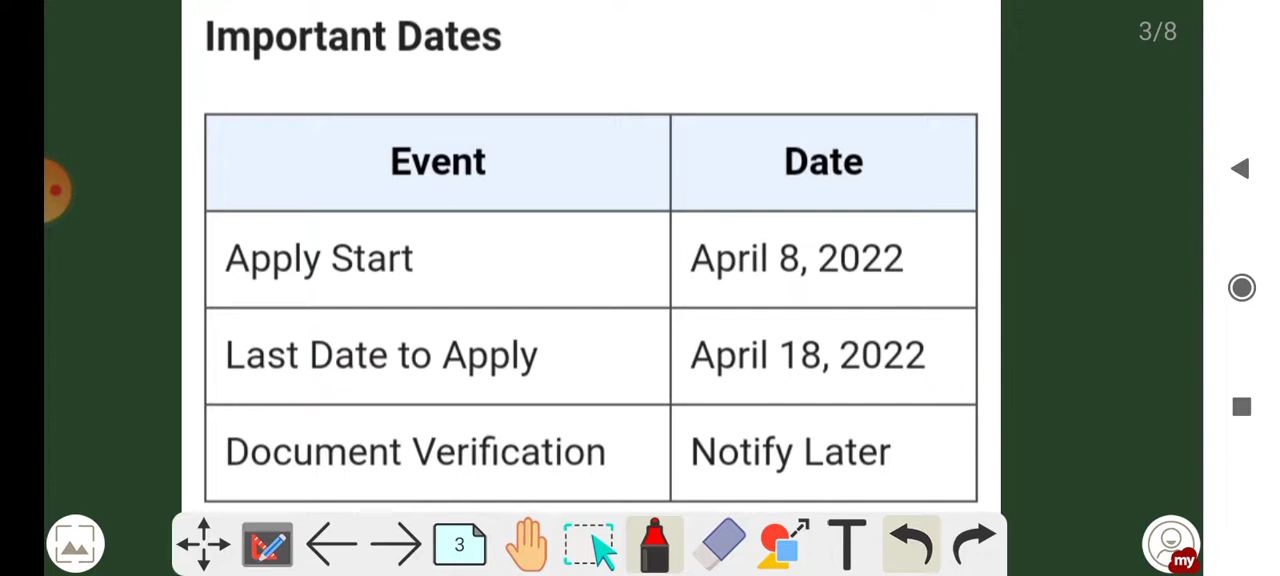 Important Dates
3/8
Event Date
Apply Start April 8, 2022
Last Date to Apply April 18, 2022
Document Verification Notify Later
3
T
my